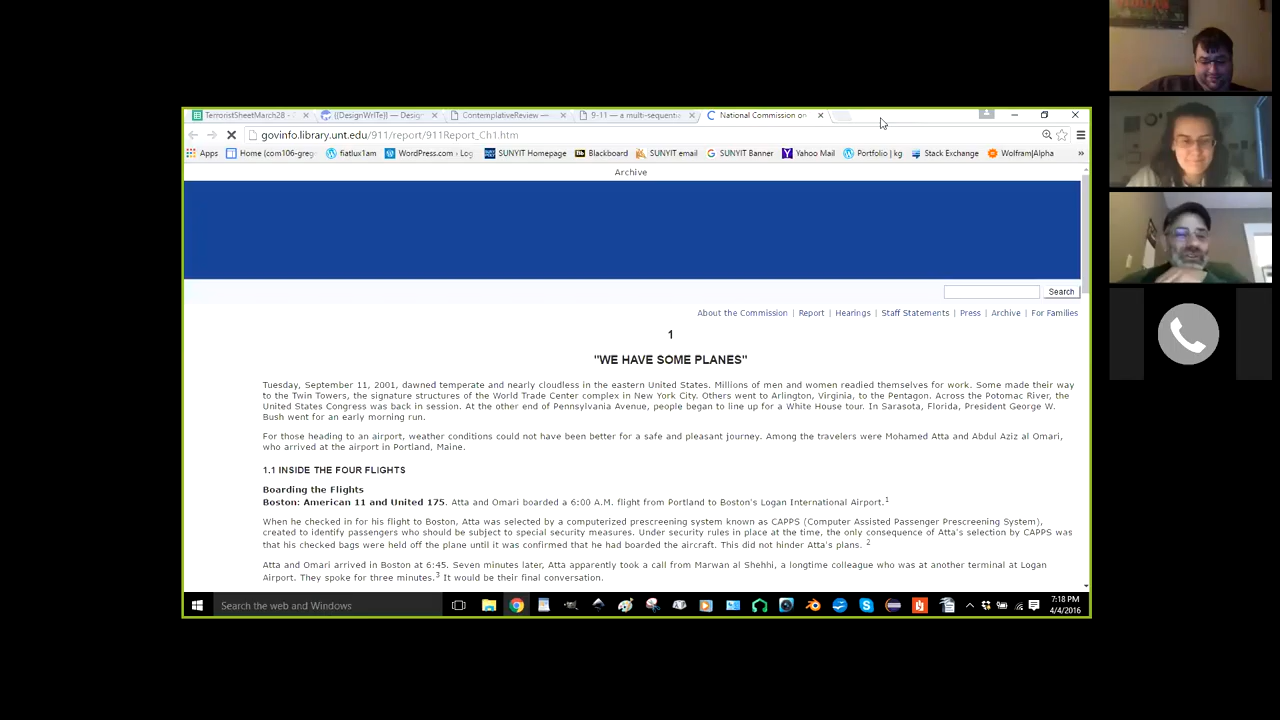 TerroristSheetMarch28 -
{{DesignWrITe}} — Design
ContemplativeReview —
9-11 — a multi-sequentia
National Commission on
govinfo.library.unt.edu/911/report/911Report_Ch1.htm
Apps
Home (com106-greg
fiatlux1am
WordPress.com › Log
SUNYIT Homepage
Blackboard
SUNYIT email
SUNYIT Banner
Yahoo Mail
Portfolio | kg
Stack Exchange
Wolfram|Alpha
»
Archive
Search
About the Commission | Report | Hearings | Staff Statements | Press | Archive | For Families
1
"WE HAVE SOME PLANES"
Tuesday, September 11, 2001, dawned temperate and nearly cloudless in the eastern United States. Millions of men and women readied themselves for work. Some made their way
to the Twin Towers, the signature structures of the World Trade Center complex in New York City. Others went to Arlington, Virginia, to the Pentagon. Across the Potomac River, the
United States Congress was back in session. At the other end of Pennsylvania Avenue, people began to line up for a White House tour. In Sarasota, Florida, President George W.
Bush went for an early morning run.
For those heading to an airport, weather conditions could not have been better for a safe and pleasant journey. Among the travelers were Mohamed Atta and Abdul Aziz al Omari,
who arrived at the airport in Portland, Maine.
1.1 INSIDE THE FOUR FLIGHTS
Boarding the Flights
Boston: American 11 and United 175. Atta and Omari boarded a 6:00 A.M. flight from Portland to Boston's Logan International Airport.1
When he checked in for his flight to Boston, Atta was selected by a computerized prescreening system known as CAPPS (Computer Assisted Passenger Prescreening System),
created to identify passengers who should be subject to special security measures. Under security rules in place at the time, the only consequence of Atta's selection by CAPPS was
that his checked bags were held off the plane until it was confirmed that he had boarded the aircraft. This did not hinder Atta's plans. 2
Atta and Omari arrived in Boston at 6:45. Seven minutes later, Atta apparently took a call from Marwan al Shehhi, a longtime colleague who was at another terminal at Logan
Airport. They spoke for three minutes.3 It would be their final conversation.
Search the web and Windows
7:18 PM
4/4/2016